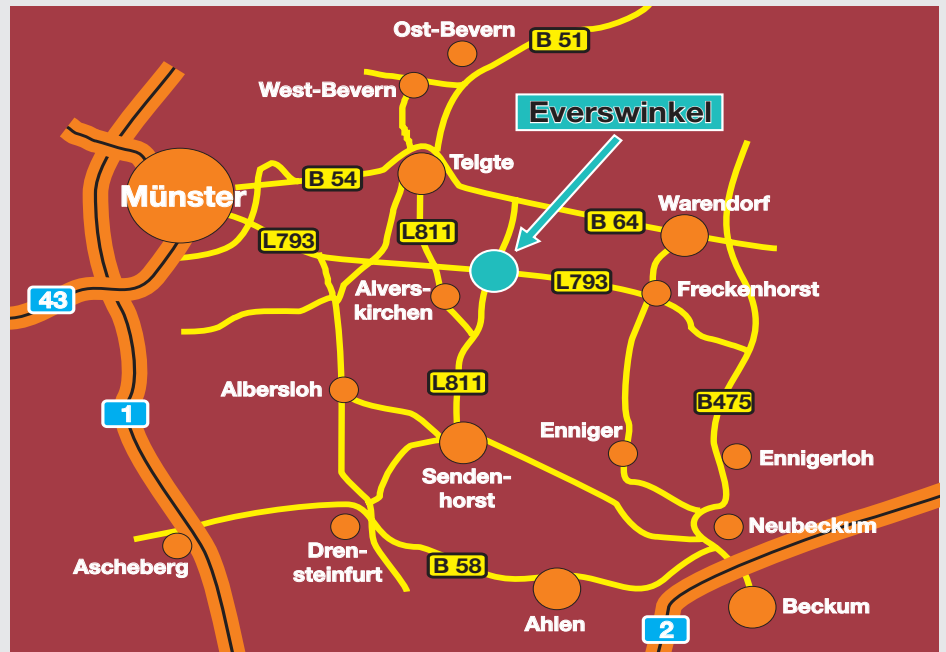 Ost-Bevern
B 51
West-Bevern
Everswinkel
Telgte
B 54
Münster
Warendorf
B 64
L811
L793
L793
Alvers-
kirchen
Freckenhorst
43
L811
Albersloh
B475
1
Enniger
Ennigerloh
Senden-
horst
Neubeckum
Dren-
steinfurt
Ascheberg
B 58
Beckum
Ahlen
2